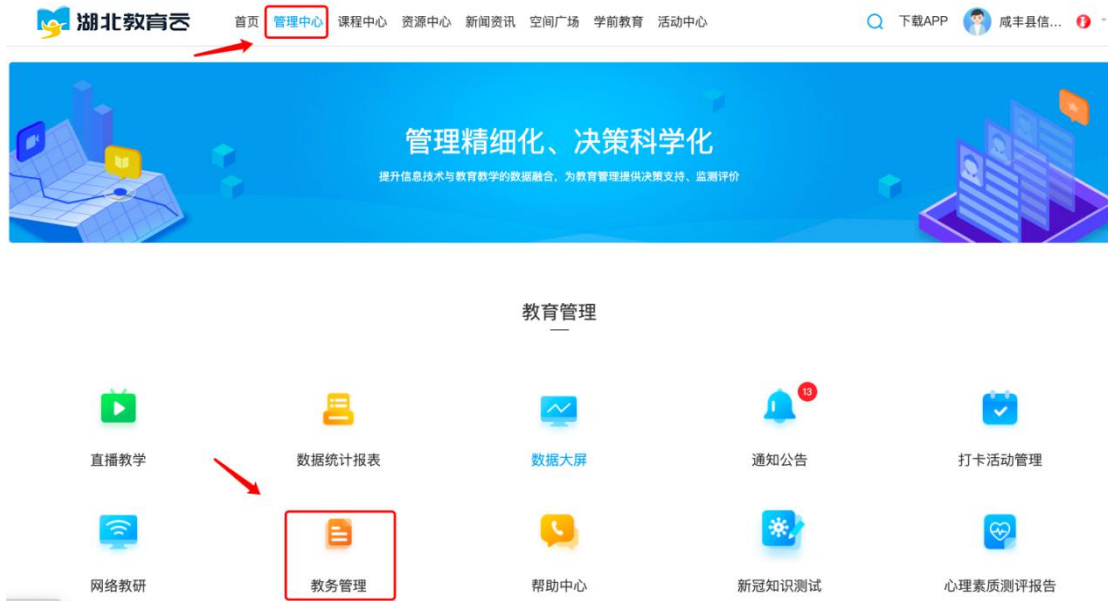 湖北教育云 首页 管理中心 课程中心 资源中心 新闻资讯 空间广场 学前教育 活动中心 下载APP 咸丰县信...
管理精细化、决策科学化
提升信息技术与教育教学的数据融合，为教育管理提供决策支持、监测评价
教育管理
13
直播教学 数据统计报表 数据大屏 通知公告 打卡活动管理
网络教研 教务管理 帮助中心 新冠知识测试 心理素质测评报告